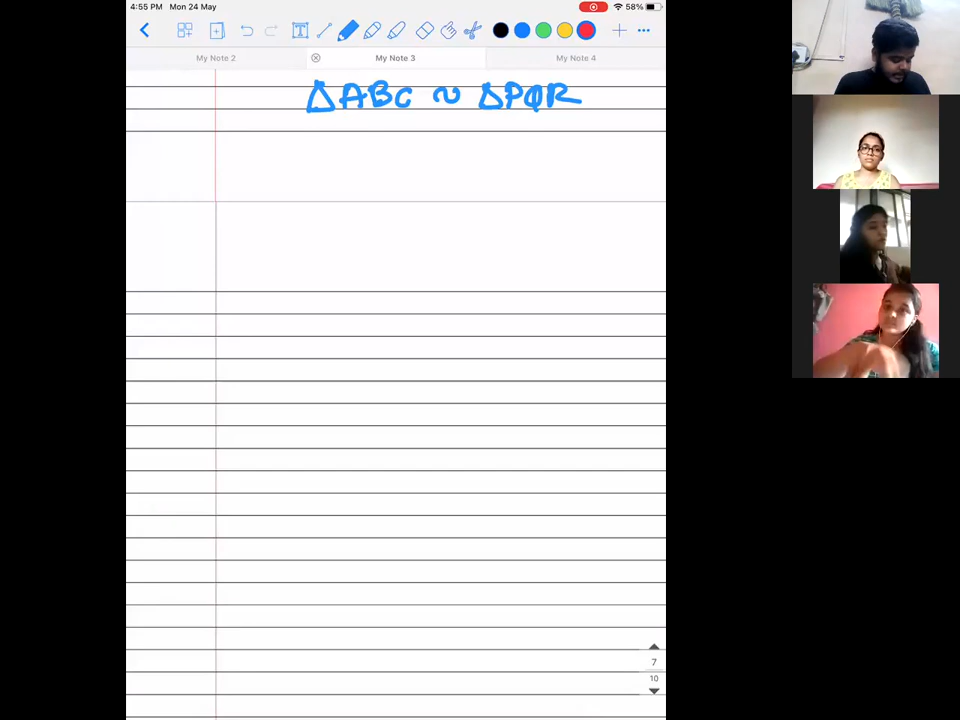 4:55 PM Mon 24 May
58%
My Note 2
My Note 3
My Note 4
ΔABC ~ ΔPQR
7
10